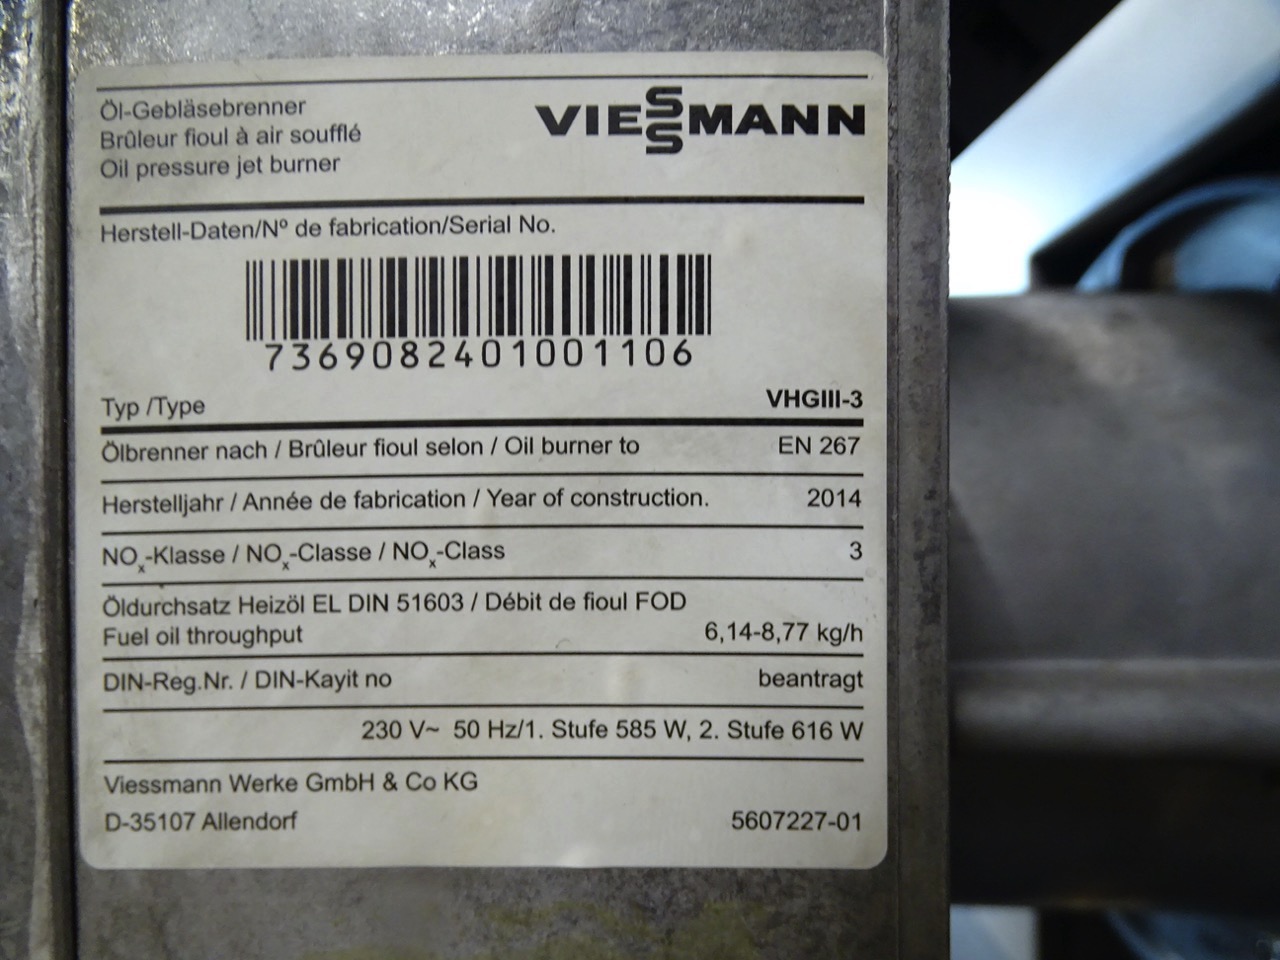 Öl-Gebläsebrenner
Brûleur fioul à air soufflé
Oil pressure jet burner
VIESSMANN
Herstell-Daten/Nº de fabrication/Serial No.
7369082401001106
Typ /Type VHGIII-3
Ölbrenner nach / Brûleur fioul selon / Oil burner to EN 267
Herstelljahr / Année de fabrication / Year of construction. 2014
NOx-Klasse / NOx-Classe / NOx-Class 3
Öldurchsatz Heizöl EL DIN 51603 / Débit de fioul FOD
Fuel oil throughput 6,14-8,77 kg/h
DIN-Reg.Nr. / DIN-Kayit no beantragt
230 V~ 50 Hz/1. Stufe 585 W, 2. Stufe 616 W
Viessmann Werke GmbH & Co KG
D-35107 Allendorf 5607227-01